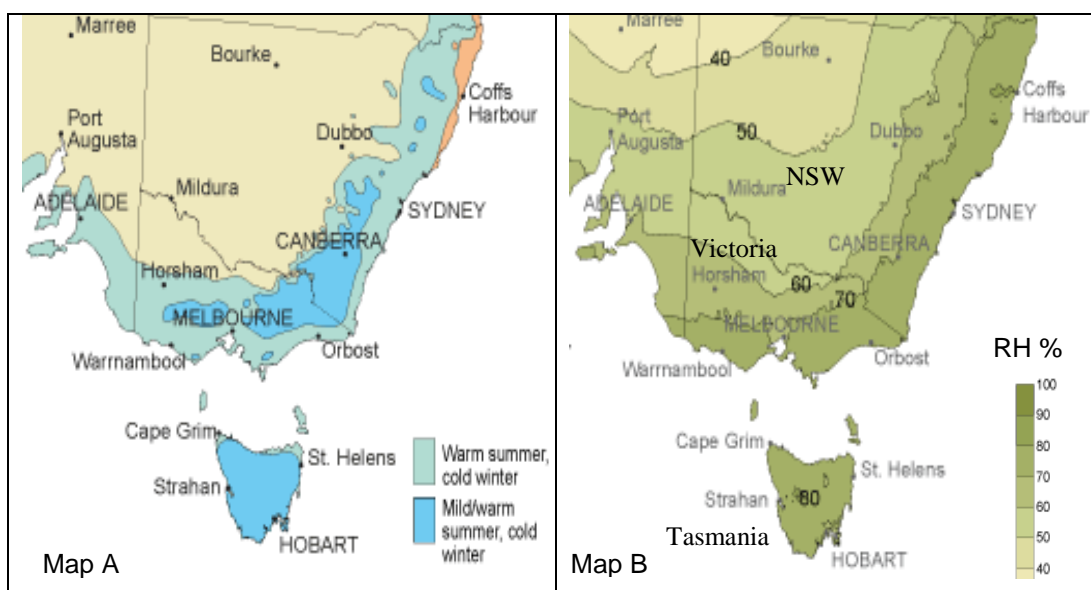 Marree
Bourke
Coffs
Harbour
Port
Augusta
Dubbo
Mildura
ADELAIDE
SYDNEY
CANBERRA
Horsham
MELBOURNE
Warrnambool
Orbost
Cape Grim
St. Helens
Strahan
HOBART
Warm summer,
cold winter
Mild/warm
summer, cold
winter
Map A
Marree
40
Bourke
Coffs
Harbour
Port
Augusta
50
Dubbo
NSW
Mildura
ADELAIDE
SYDNEY
Victoria
CANBERRA
Horsham
60
70
MELBOURNE
Orbost
Warrnambool
RH %
100
90
80
70
60
50
40
Cape Grim
St. Helens
Strahan
80
Tasmania
HOBART
Map B